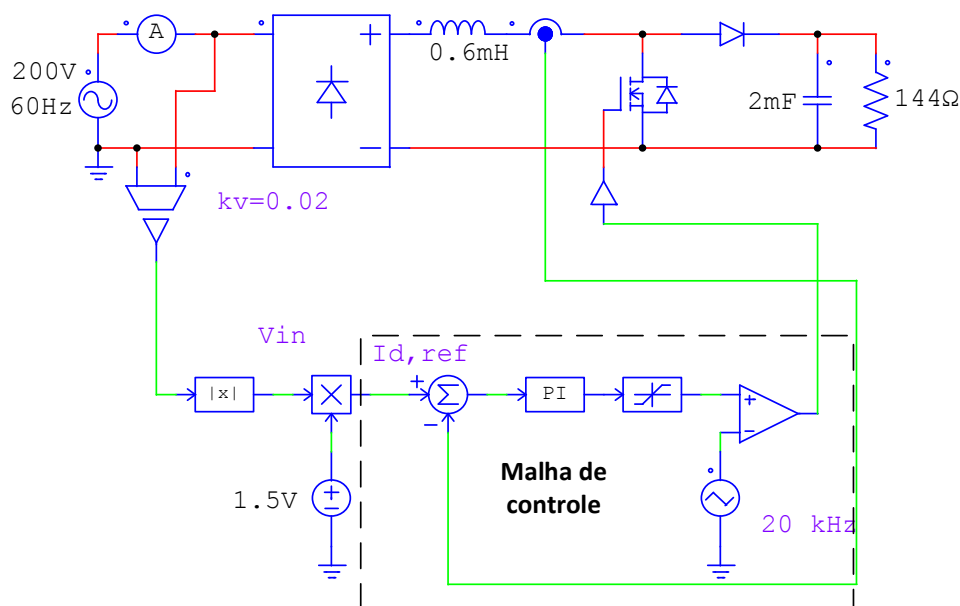 A
200V
60Hz
0.6mH
2mF
144Ω
kv=0.02
Vin
Id,ref
|x|
PI
Σ
1.5V
Malha de
controle
20 kHz